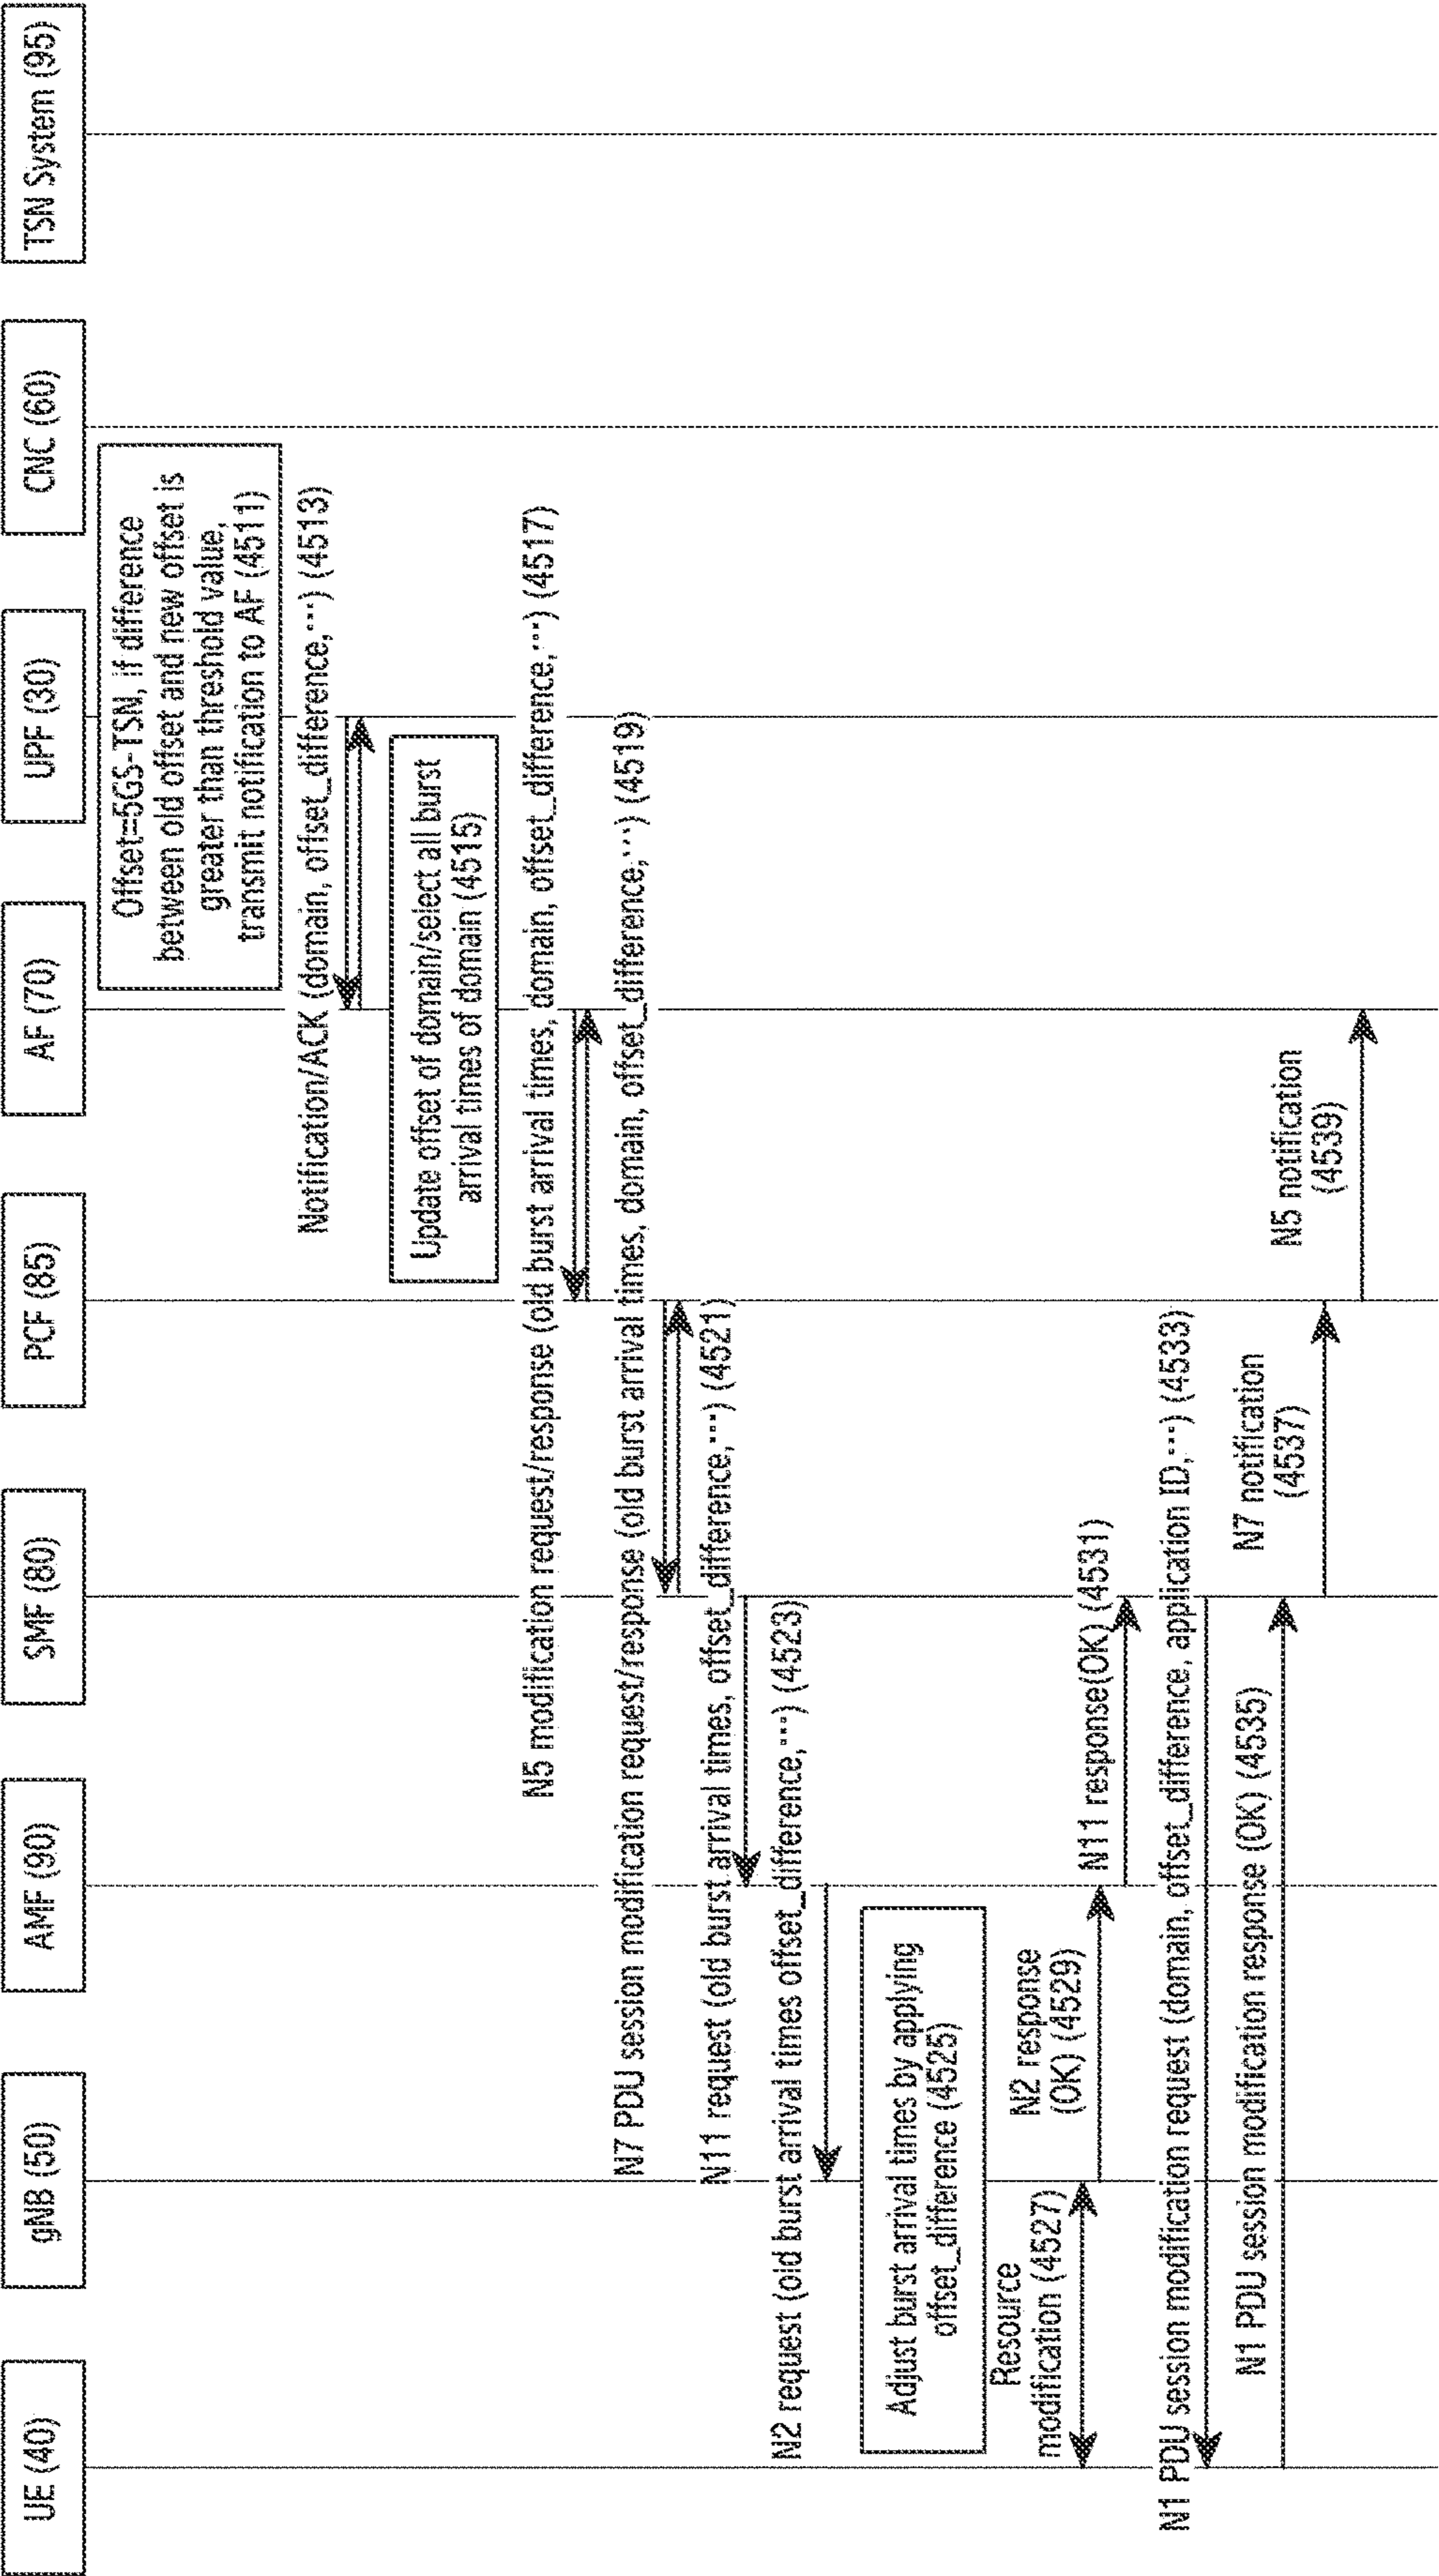 UE (40)
gNB (50)
AMF (90)
SMF (80)
PCF (85)
AF (70)
UPF (30)
CNC (60)
TSN System (95)
Offset=5GS-TSN, if difference
between old offset and new offset is
greater than threshold value,
transmit notification to AF (4511)
Notification/ACK (domain, offset_difference,···) (4513)
Update offset of domain/select all burst
arrival times of domain (4515)
N5 modification request/response (old burst arrival times, domain, offset_difference,···) (4517)
N7 PDU session modification request/response (old burst arrival times, domain, offset_difference,···) (4519)
N11 request (old burst arrival times, offset_difference,···) (4521)
N2 request (old burst arrival times offset_difference,···) (4523)
Adjust burst arrival times by applying
offset_difference (4525)
Resource
modification (4527)
N2 response
(OK) (4529)
N11 response(OK) (4531)
N1 PDU session modification request (domain, offset_difference, application ID,···) (4533)
N1 PDU session modification response (OK) (4535)
N7 notification
(4537)
N5 notification
(4539)